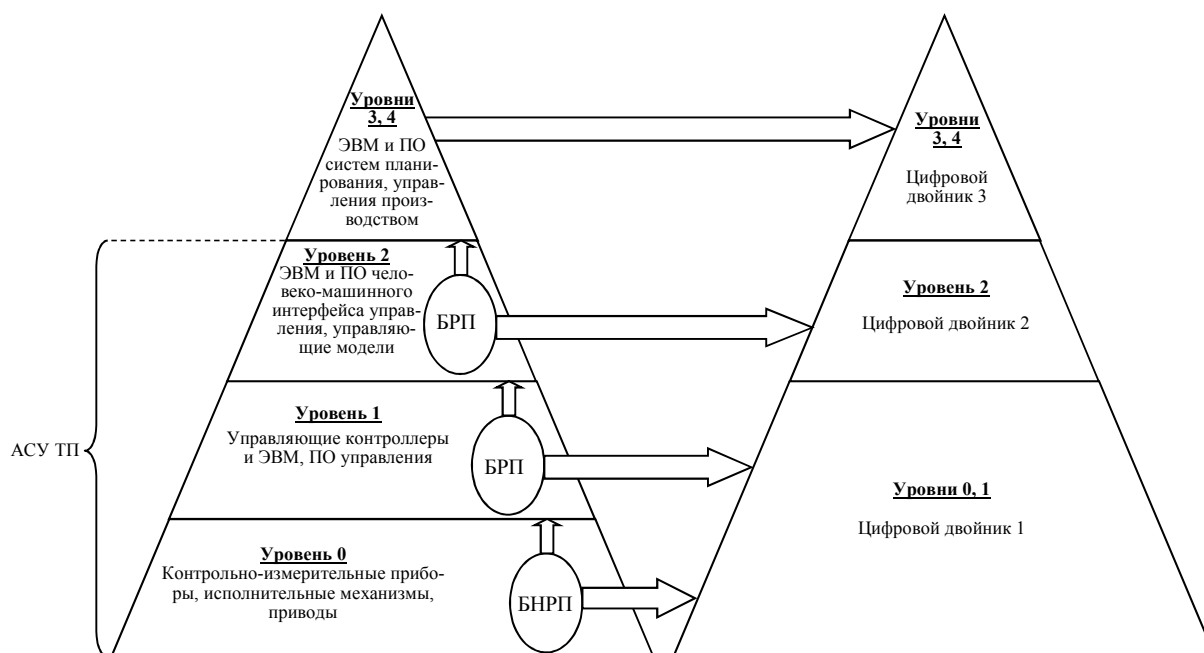 Уровни
3, 4
ЭВМ и ПО
систем плани-
рования, управ-
ления произ-
водством
Уровень 2
ЭВМ и ПО чело-
веко-машинного
интерфейса управ-
ления, управляю-
щие модели
БРП
Уровень 1
Управляющие контроллеры
и ЭВМ, ПО управления
БРП
АСУ ТП
Уровень 0
Контрольно-измерительные прибо-
ры, исполнительные механизмы,
приводы
БНРП
Уровни
3, 4
Цифровой
двойник 3
Уровень 2
Цифровой двойник 2
Уровни 0, 1
Цифровой двойник 1